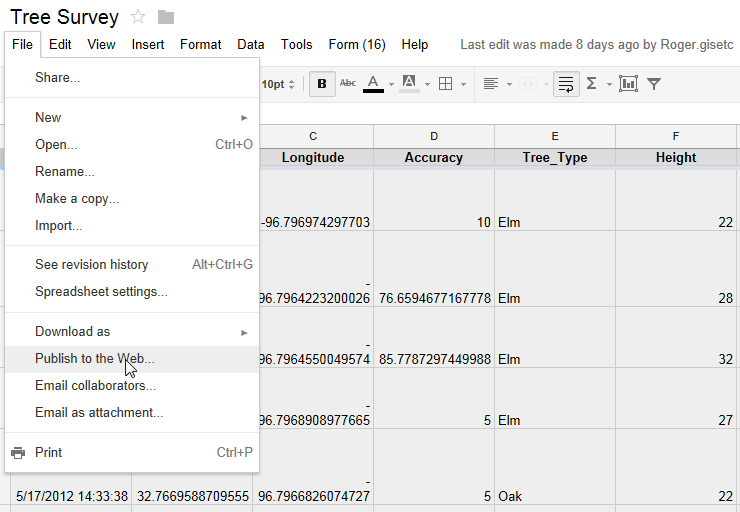 Tree Survey
File Edit View Insert Format Data Tools Form (16) Help Last edit was made 8 days ago by Roger.gisetc
Share...
10pt B Abc A A Σ
New
C D E F
Open... Ctrl+O
Longitude Accuracy Tree_Type Height
Rename...
Make a copy...
Import...
-96.796974297703 10 Elm 22
See revision history Alt+Ctrl+G
Spreadsheet settings...
-
96.7964223200026 76.6594677167778 Elm 28
Download as
-
Publish to the Web...
96.7964550049574 85.7787299449988 Elm 32
Email collaborators...
Email as attachment...
-
96.7968908977665 5 Elm 27
Print Ctrl+P
-
5/17/2012 14:33:38 32.7669588709555 96.7966826074727 5 Oak 22